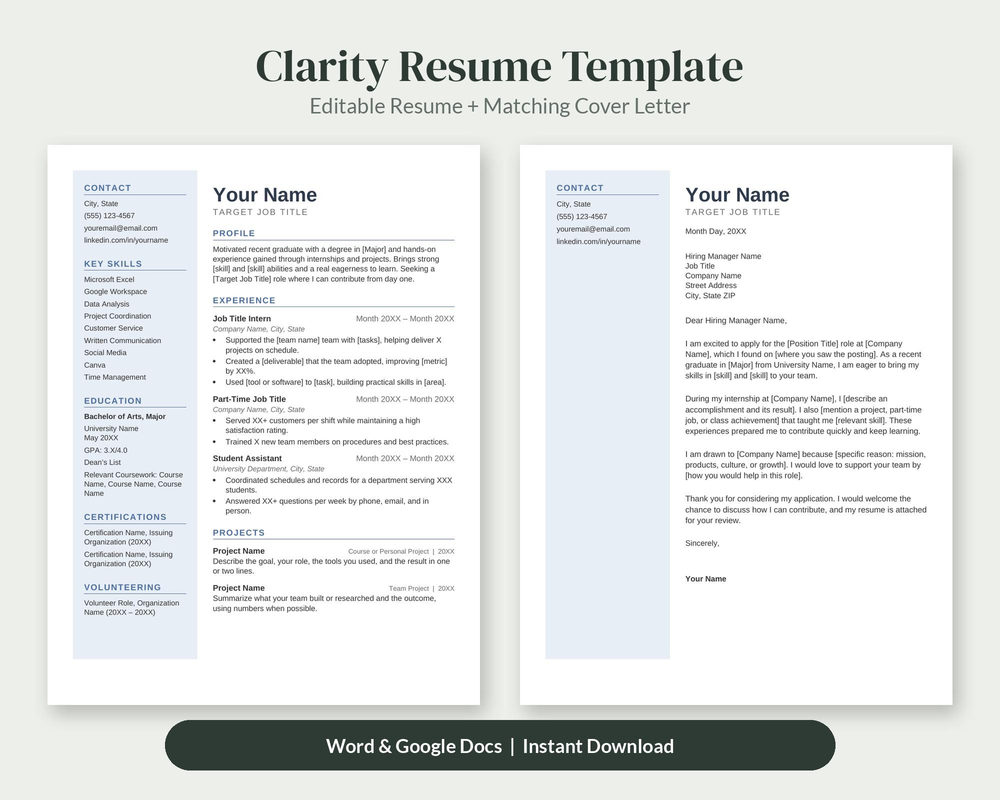 Clarity Resume Template
Editable Resume + Matching Cover Letter
CONTACT
City, State
(555) 123-4567
youremail@email.com
linkedin.com/in/yourname
KEY SKILLS
Microsoft Excel
Google Workspace
Data Analysis
Project Coordination
Customer Service
Written Communication
Social Media
Canva
Time Management
EDUCATION
Bachelor of Arts, Major
University Name
May 20XX
GPA: 3.X/4.0
Dean's List
Relevant Coursework: Course
Name, Course Name, Course
Name
CERTIFICATIONS
Certification Name, Issuing
Organization (20XX)
Certification Name, Issuing
Organization (20XX)
VOLUNTEERING
Volunteer Role, Organization
Name (20XX – 20XX)
Your Name
TARGET JOB TITLE
PROFILE
Motivated recent graduate with a degree in [Major] and hands-on
experience gained through internships and projects. Brings strong
[skill] and [skill] abilities and a real eagerness to learn. Seeking a
[Target Job Title] role where I can contribute from day one.
EXPERIENCE
Job Title Intern Month 20XX – Month 20XX
Company Name, City, State
• Supported the [team name] team with [tasks], helping deliver X
projects on schedule.
• Created a [deliverable] that the team adopted, improving [metric]
by XX%.
• Used [tool or software] to [task], building practical skills in [area].
Part-Time Job Title Month 20XX – Month 20XX
Company Name, City, State
• Served XX+ customers per shift while maintaining a high
satisfaction rating.
• Trained X new team members on procedures and best practices.
Student Assistant Month 20XX – Month 20XX
University Department, City, State
• Coordinated schedules and records for a department serving XXX
students.
• Answered XX+ questions per week by phone, email, and in
person.
PROJECTS
Project Name Course or Personal Project | 20XX
Describe the goal, your role, the tools you used, and the result in one
or two lines.
Project Name Team Project | 20XX
Summarize what your team built or researched and the outcome,
using numbers when possible.
CONTACT
City, State
(555) 123-4567
youremail@email.com
linkedin.com/in/yourname
Your Name
TARGET JOB TITLE
Month Day, 20XX
Hiring Manager Name
Job Title
Company Name
Street Address
City, State ZIP
Dear Hiring Manager Name,
I am excited to apply for the [Position Title] role at [Company
Name], which I found on [where you saw the posting]. As a recent
graduate in [Major] from University Name, I am eager to bring my
skills in [skill] and [skill] to your team.
During my internship at [Company Name], I [describe an
accomplishment and its result]. I also [mention a project, part-time
job, or class achievement] that taught me [relevant skill]. These
experiences prepared me to contribute quickly and keep learning.
I am drawn to [Company Name] because [specific reason: mission,
products, culture, or growth]. I would love to support your team by
[how you would help in this role].
Thank you for considering my application. I would welcome the
chance to discuss how I can contribute, and my resume is attached
for your review.
Sincerely,
Your Name
Word & Google Docs | Instant Download